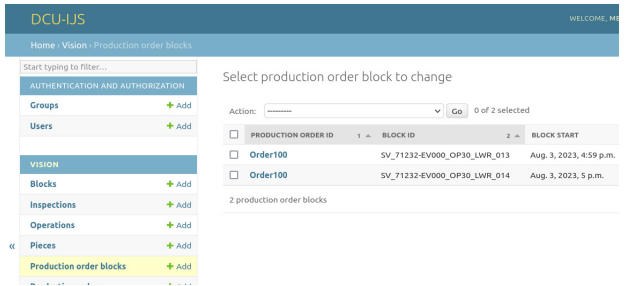 DCU-IJS
WELCOME, ME
Home › Vision › Production order blocks
Start typing to filter...
AUTHENTICATION AND AUTHORIZATION
Groups + Add
Users + Add
VISION
Blocks + Add
Inspections + Add
Operations + Add
Pieces + Add
Production order blocks + Add
«
Select production order block to change
Action: --------- Go 0 of 2 selected
PRODUCTION ORDER ID 1 BLOCK ID 2 BLOCK START
Order100 SV_71232-EV000_OP30_LWR_013 Aug. 3, 2023, 4:59 p.m.
Order100 SV_71232-EV000_OP30_LWR_014 Aug. 3, 2023, 5 p.m.
2 production order blocks